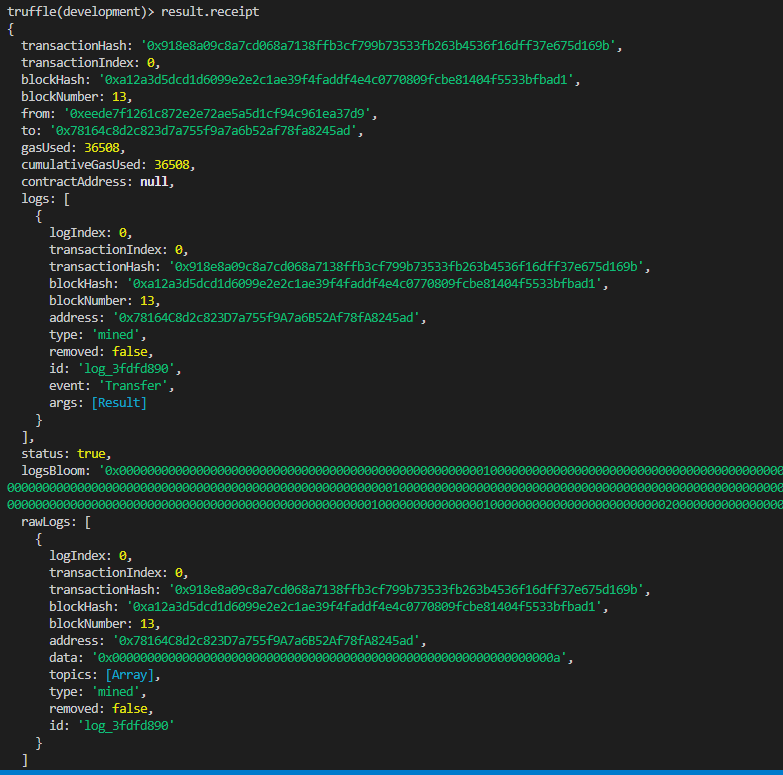 truffle(development)> result.receipt
{
  transactionHash: '0x918e8a09c8a7cd068a7138ffb3cf799b73533fb263b4536f16dff37e675d169b',
  transactionIndex: 0,
  blockHash: '0xa12a3d5dcd1d6099e2e2c1ae39f4faddf4e4c0770809fcbe81404f5533bfbad1',
  blockNumber: 13,
  from: '0xeede7f1261c872e2e72ae5a5d1cf94c961ea37d9',
  to: '0x78164c8d2c823d7a755f9a7a6b52af78fa8245ad',
  gasUsed: 36508,
  cumulativeGasUsed: 36508,
  contractAddress: null,
  logs: [
    {
      logIndex: 0,
      transactionIndex: 0,
      transactionHash: '0x918e8a09c8a7cd068a7138ffb3cf799b73533fb263b4536f16dff37e675d169b',
      blockHash: '0xa12a3d5dcd1d6099e2e2c1ae39f4faddf4e4c0770809fcbe81404f5533bfbad1',
      blockNumber: 13,
      address: '0x78164C8d2c823D7a755f9A7a6B52Af78fA8245ad',
      type: 'mined',
      removed: false,
      id: 'log_3fdfd890',
      event: 'Transfer',
      args: [Result]
    }
  ],
  status: true,
  logsBloom:
  rawLogs: [
    {
      logIndex: 0,
      transactionIndex: 0,
      transactionHash: '0x918e8a09c8a7cd068a7138ffb3cf799b73533fb263b4536f16dff37e675d169b',
      blockHash: '0xa12a3d5dcd1d6099e2e2c1ae39f4faddf4e4c0770809fcbe81404f5533bfbad1',
      blockNumber: 13,
      address: '0x78164C8d2c823D7a755f9A7a6B52Af78fA8245ad',
      data: '0x000000000000000000000000000000000000000000000000000000000000000a',
      topics: [Array],
      type: 'mined',
      removed: false,
      id: 'log_3fdfd890'
    }
  ]